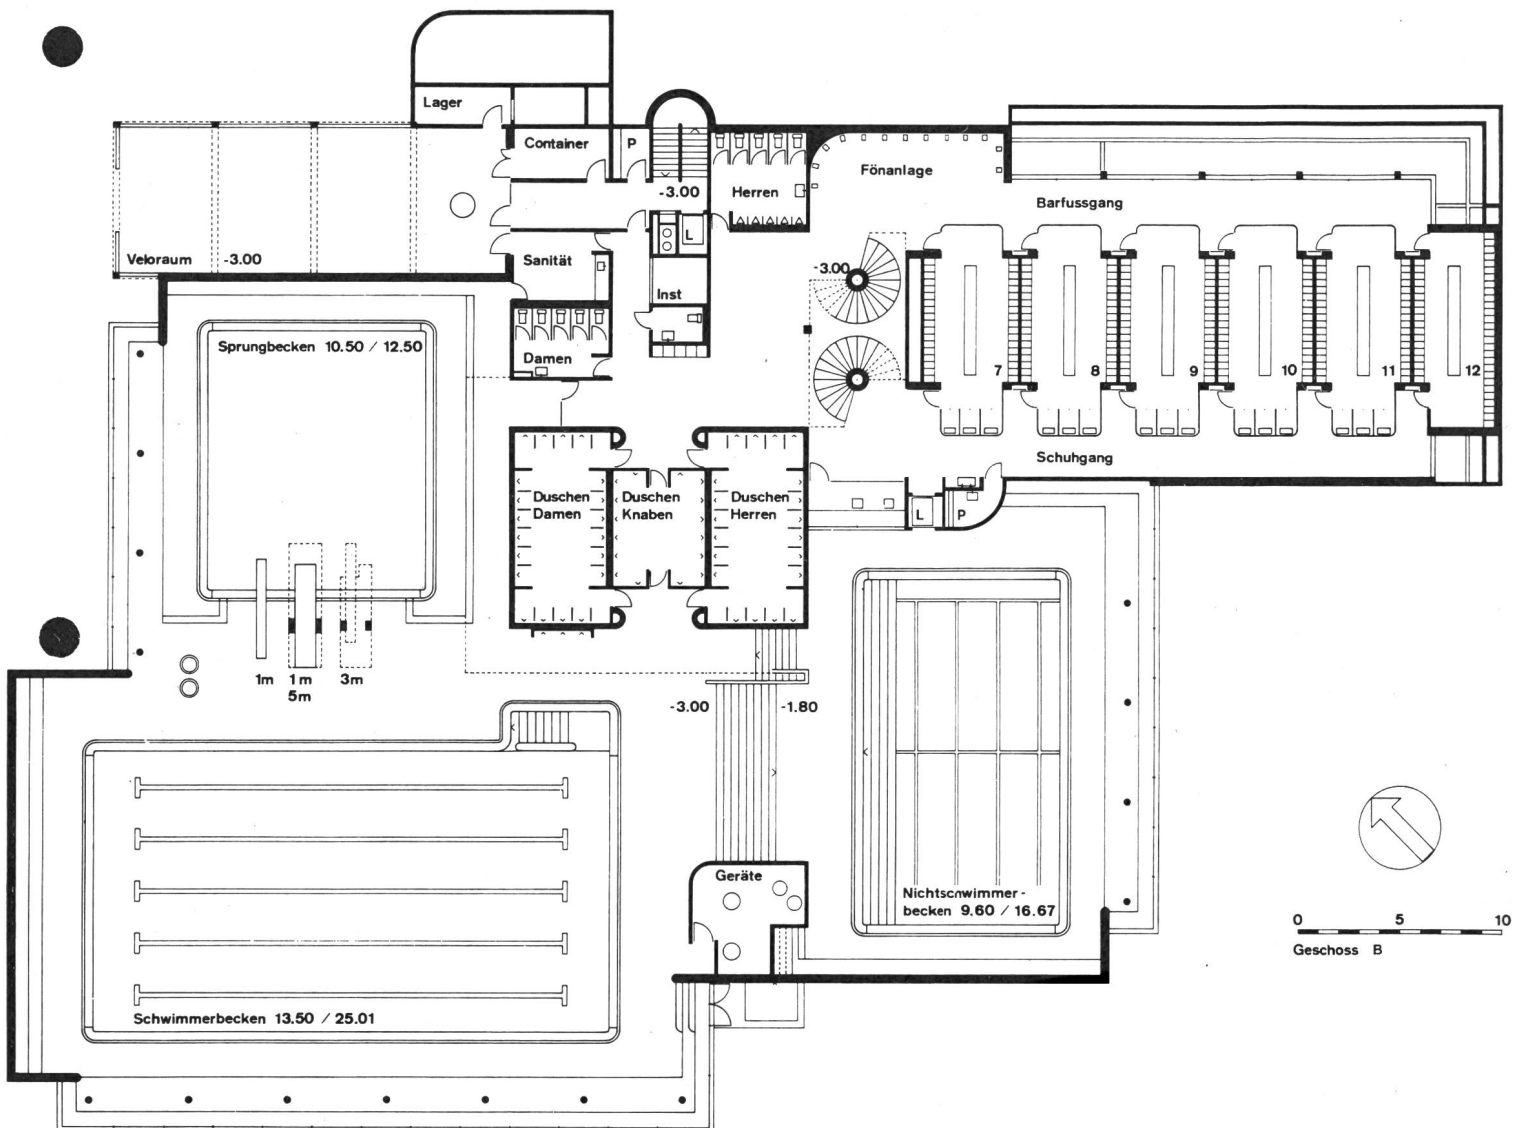 Lager
Container
P
-3.00
Herren
Fönanlage
Barfussgang
Veloraum -3.00
Sanität
L
Inst
-3.00
Damen
Sprungbecken 10.50 / 12.50
7
8
9
10
11
12
Schuhgang
Duschen
Damen
Duschen
Knaben
Duschen
Herren
L
P
1m
1m
5m
3m
-3.00
-1.80
Geräte
Nichtschwimmer-
becken 9.60 / 16.67
Schwimmerbecken 13.50 / 25.01
0 5 10
Geschoss B